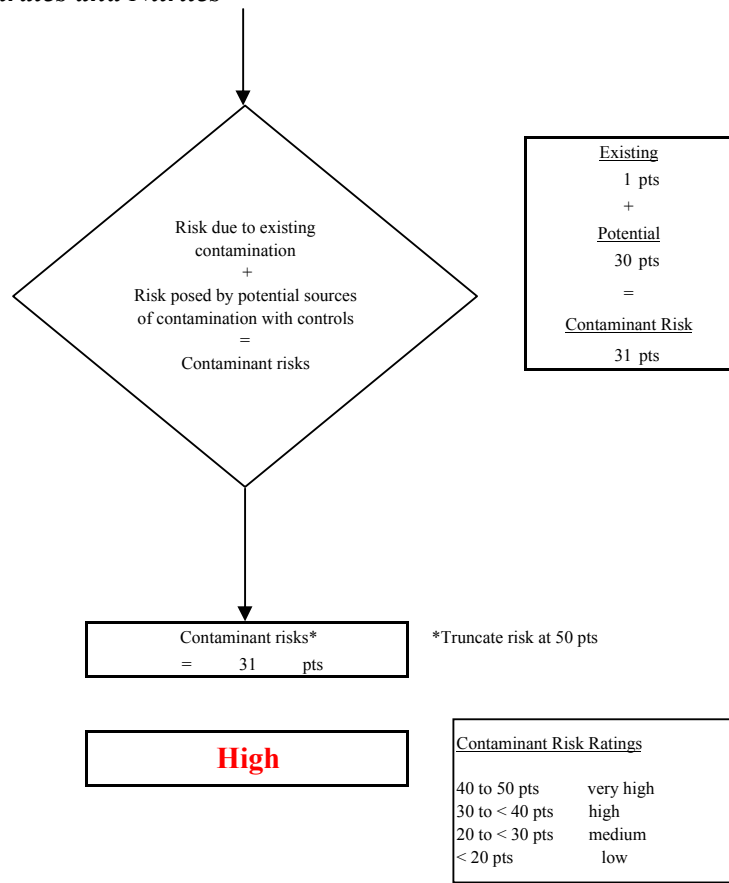 and Nitrites
Risk due to existing
contamination
+
Risk posed by potential sources
of contamination with controls
=
Contaminant risks
Existing
1 pts
+
Potential
30 pts
=
Contaminant Risk
31 pts
Contaminant risks*
= 31 pts
*Truncate risk at 50 pts
High
Contaminant Risk Ratings
40 to 50 pts very high
30 to < 40 pts high
20 to < 30 pts medium
< 20 pts low